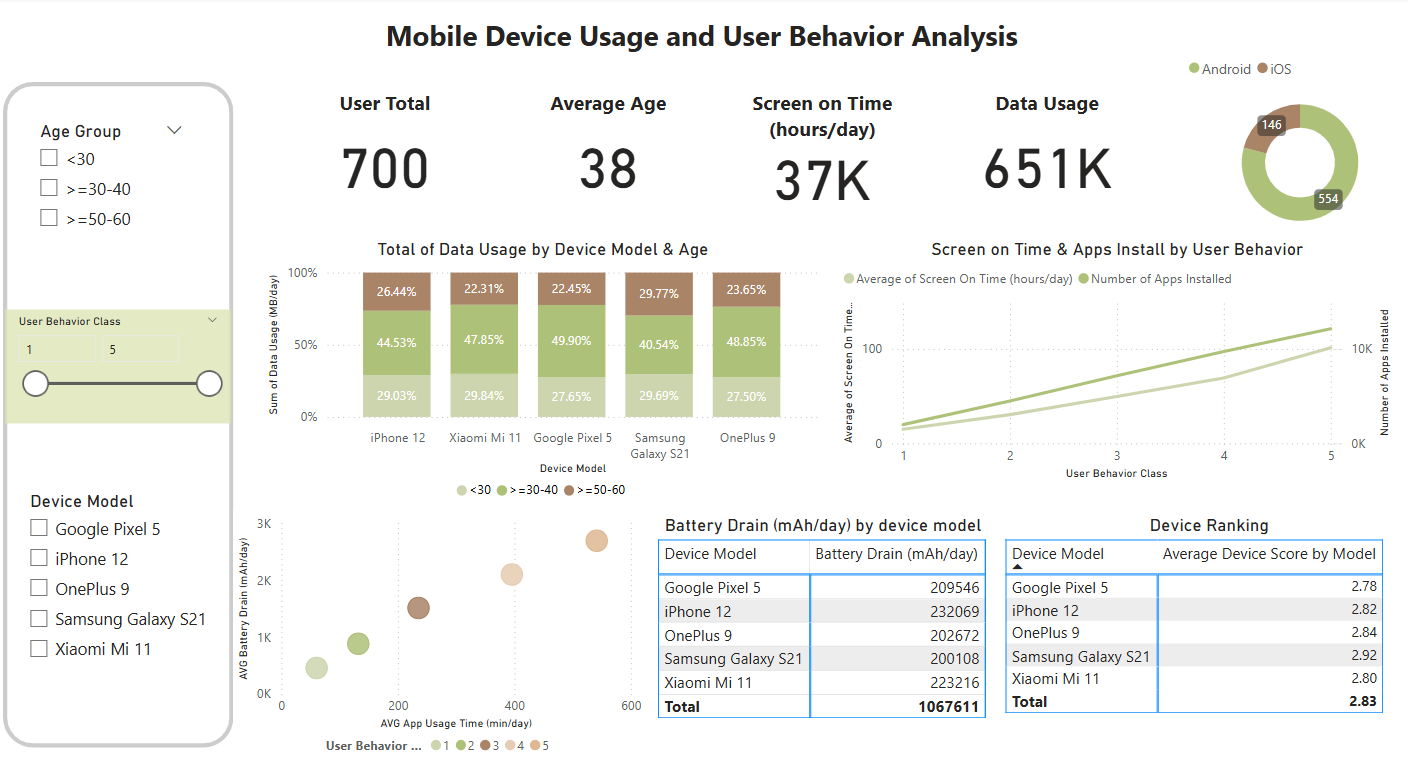 Mobile Device Usage and User Behavior Analysis
Android iOS
User Total
700
Average Age
38
Screen on Time
(hours/day)
37K
Data Usage
651K
146
554
Age Group
<30
>=30-40
>=50-60
User Behavior Class
1 5
Device Model
Google Pixel 5
iPhone 12
OnePlus 9
Samsung Galaxy S21
Xiaomi Mi 11
Total of Data Usage by Device Model & Age
Sum of Data Usage (MB/day)
100%
50%
0%
26.44% 22.31% 22.45% 29.77% 23.65%
44.53% 47.85% 49.90% 40.54% 48.85%
29.03% 29.84% 27.65% 29.69% 27.50%
iPhone 12 Xiaomi Mi 11 Google Pixel 5 Samsung OnePlus 9
Galaxy S21
Device Model
<30 >=30-40 >=50-60
Screen on Time & Apps Install by User Behavior
Average of Screen On Time (hours/day) Number of Apps Installed
Average of Screen On Time...
100
0
10K
0K
Number of Apps Installed
1 2 3 4 5
User Behavior Class
AVG Battery Drain (mAh/day)
3K
2K
1K
0K
0 200 400 600
AVG App Usage Time (min/day)
User Behavior ... 1 2 3 4 5
Battery Drain (mAh/day) by device model
Device Model Battery Drain (mAh/day)
Google Pixel 5 209546
iPhone 12 232069
OnePlus 9 202672
Samsung Galaxy S21 200108
Xiaomi Mi 11 223216
Total 1067611
Device Ranking
Device Model Average Device Score by Model
Google Pixel 5 2.78
iPhone 12 2.82
OnePlus 9 2.84
Samsung Galaxy S21 2.92
Xiaomi Mi 11 2.80
Total 2.83